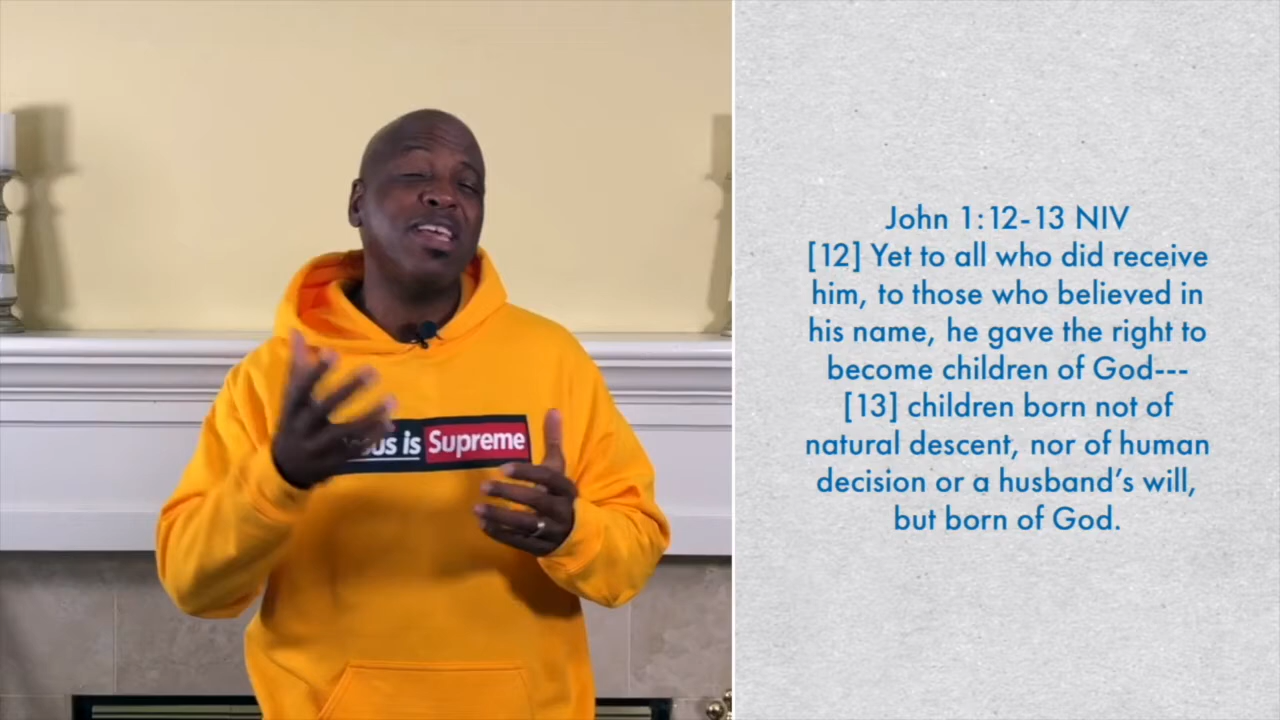 is Supreme
John 1:12-13 NIV
[12] Yet to all who did receive
him, to those who believed in
his name, he gave the right to
become children of God---
[13] children born not of
natural descent, nor of human
decision or a husband's will,
but born of God.